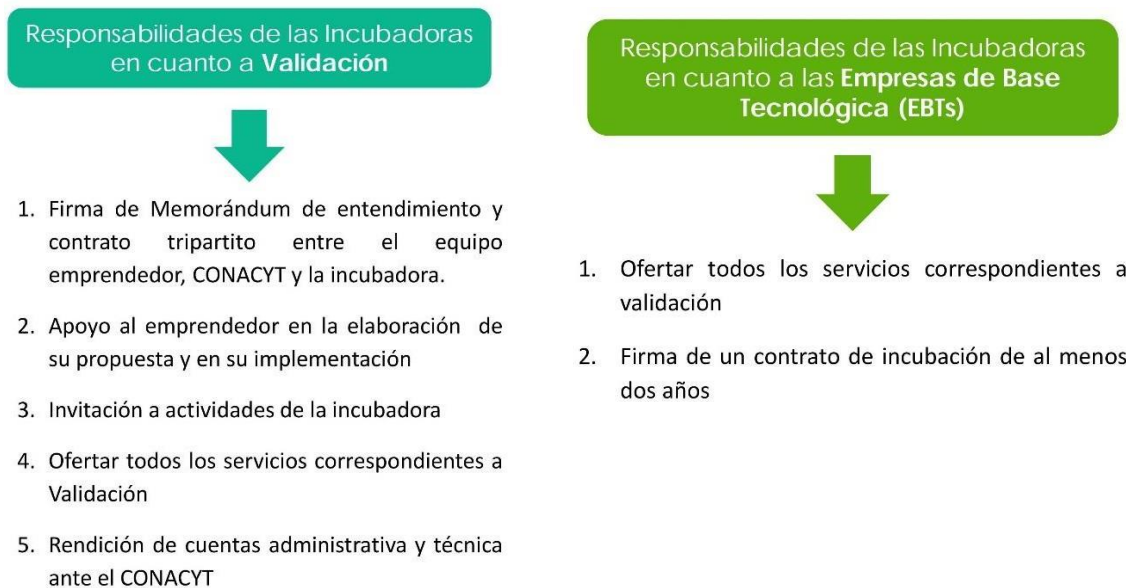 Responsabilidades de las Incubadoras
en cuanto a Validación
1. Firma de Memorándum de entendimiento y
contrato tripartito entre el equipo
emprendedor, CONACYT y la incubadora.
2. Apoyo al emprendedor en la elaboración de
su propuesta y en su implementación
3. Invitación a actividades de la incubadora
4. Ofertar todos los servicios correspondientes a
Validación
5. Rendición de cuentas administrativa y técnica
ante el CONACYT
Responsabilidades de las Incubadoras
en cuanto a las Empresas de Base
Tecnológica (EBTs)
1. Ofertar todos los servicios correspondientes a
validación
2. Firma de un contrato de incubación de al menos
dos años